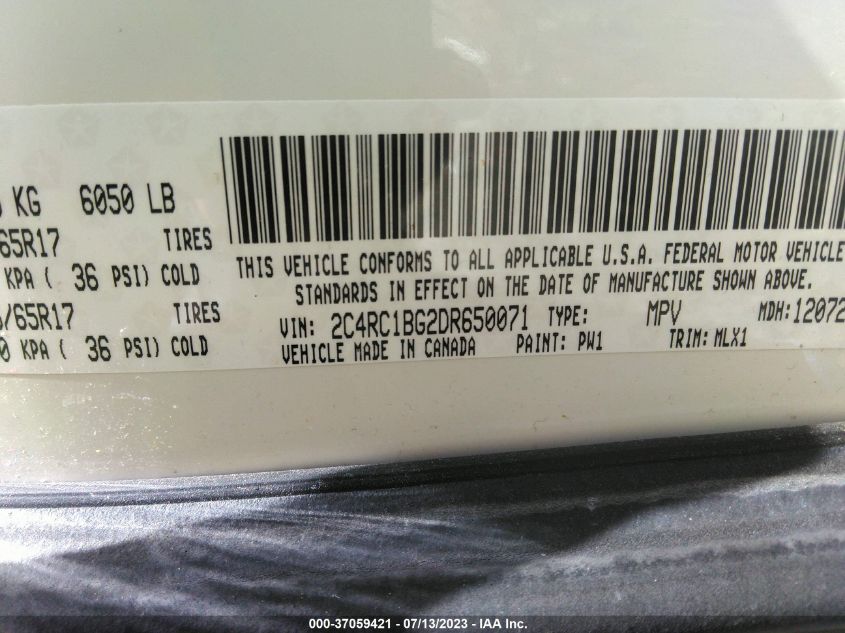 KG 6050 LB
65R17 TIRES
KPA ( 36 PSI) COLD
/65R17 TIRES
0 KPA ( 36 PSI) COLD
THIS VEHICLE CONFORMS TO ALL APPLICABLE U.S.A. FEDERAL MOTOR VEHICLE
STANDARDS IN EFFECT ON THE DATE OF MANUFACTURE SHOWN ABOVE.
VIN: 2C4RC1BG2DR650071 TYPE: MPV MDH: 12072
VEHICLE MADE IN CANADA PAINT: PW1 TRIM: MLX1
000-37059421 - 07/13/2023 - IAA Inc.